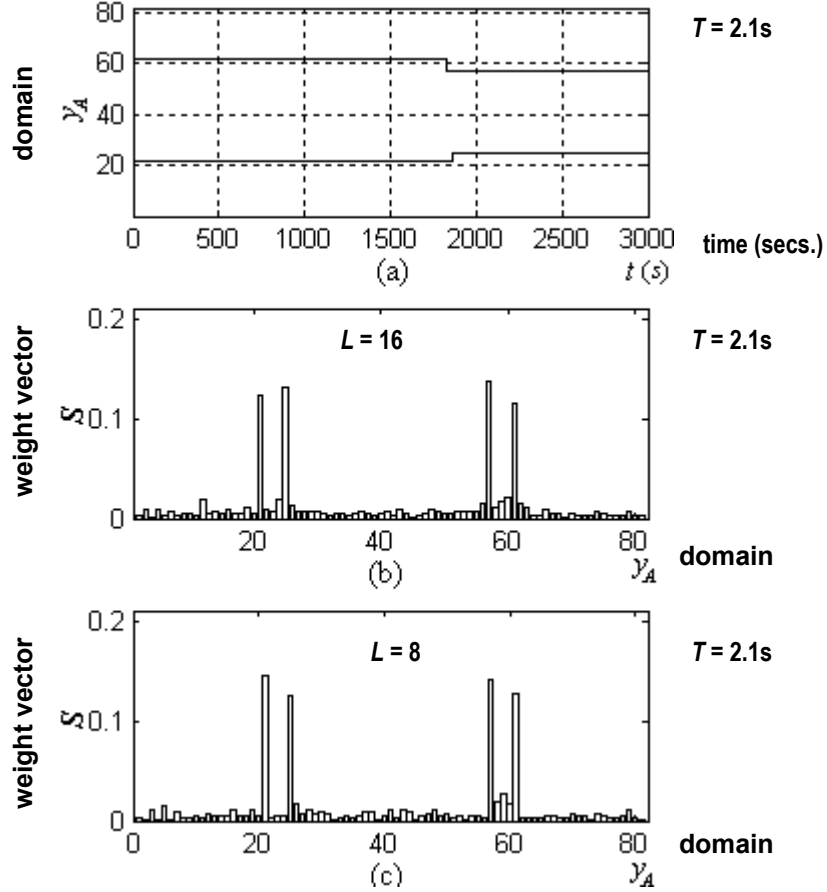 80
60
40
20
y_A
domain
T = 2.1s
0 500 1000 1500 2000 2500 3000
time (secs.)
(a)
t (s)
0.2
0.1
0
S
weight vector
L = 16
T = 2.1s
20 40 60 80
(b)
y_A
domain
0.2
0.1
0
S
weight vector
L = 8
T = 2.1s
0 20 40 60 80
(c)
y_A
domain